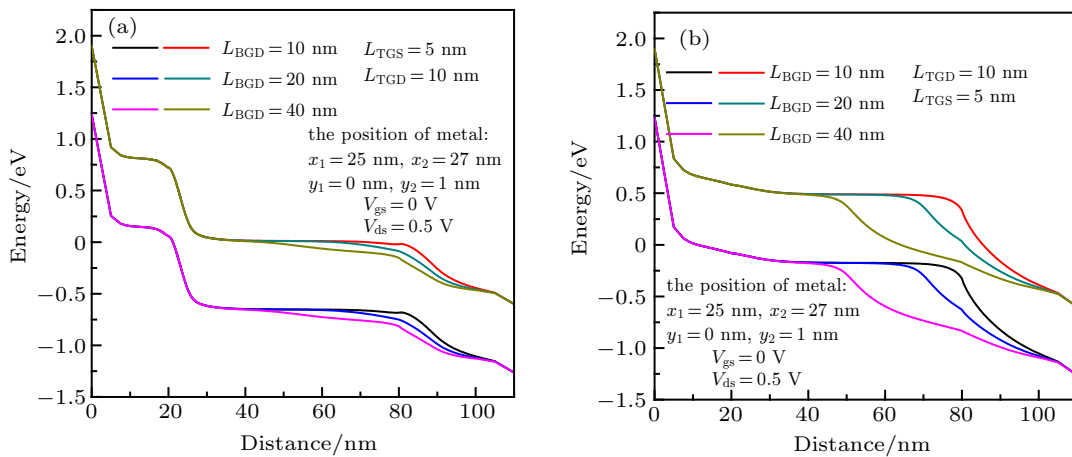 (a)
L_BGD = 10 nm L_TGS = 5 nm
L_BGD = 20 nm L_TGD = 10 nm
L_BGD = 40 nm
the position of metal:
x_1 = 25 nm, x_2 = 27 nm
y_1 = 0 nm, y_2 = 1 nm
V_gs = 0 V
V_ds = 0.5 V
Energy/eV
2.0
1.5
1.0
0.5
0
−0.5
−1.0
−1.5
0 20 40 60 80 100
Distance/nm
(b)
L_BGD = 10 nm L_TGD = 10 nm
L_BGD = 20 nm L_TGS = 5 nm
L_BGD = 40 nm
the position of metal:
x_1 = 25 nm, x_2 = 27 nm
y_1 = 0 nm, y_2 = 1 nm
V_gs = 0 V
V_ds = 0.5 V
Energy/eV
2.0
1.5
1.0
0.5
0
−0.5
−1.0
−1.5
0 20 40 60 80 100
Distance/nm